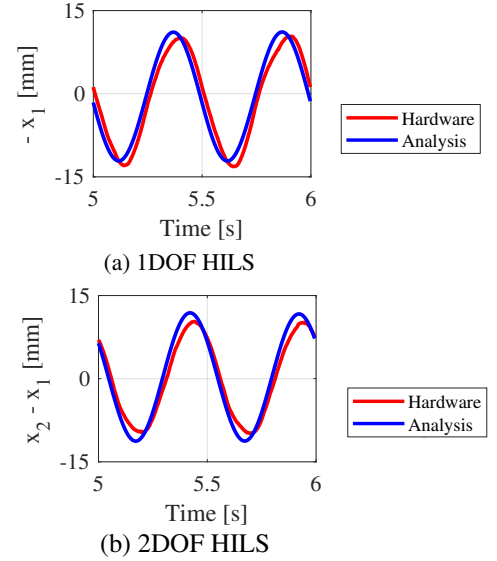 15
0
-15
- x1 [mm]
5 5.5 6
Time [s]
Hardware
Analysis
(a) 1DOF HILS
15
0
-15
x2 - x1 [mm]
5 5.5 6
Time [s]
Hardware
Analysis
(b) 2DOF HILS